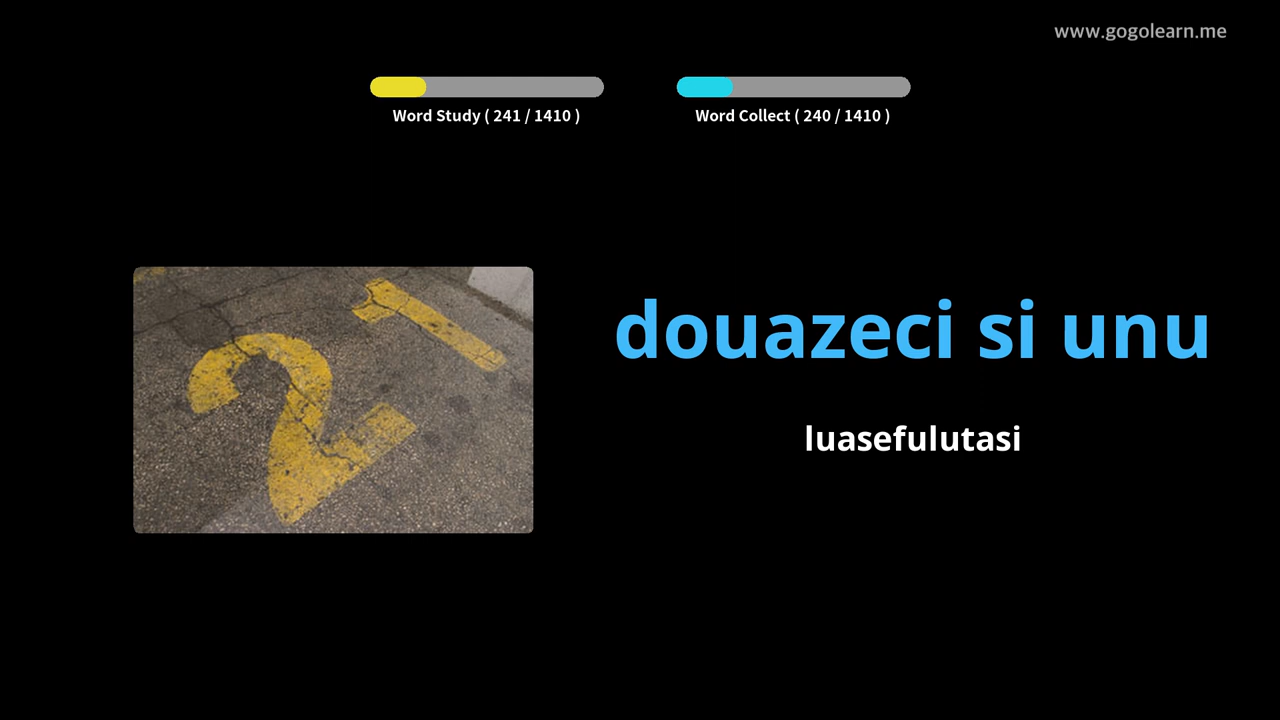 www.gogolearn.me
Word Study ( 241 / 1410 )
Word Collect ( 240 / 1410 )
21
douazeci si unu
luasefulutasi